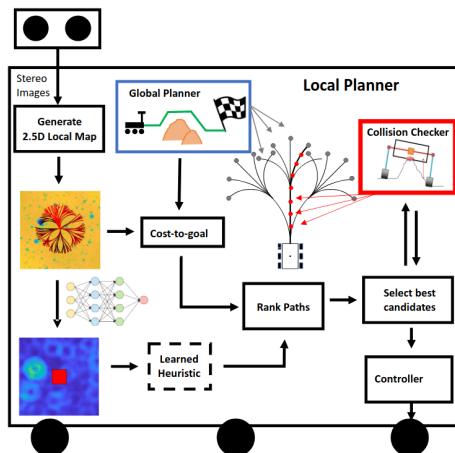 Stereo
Images
Generate
2.5D Local Map
Global Planner
Local Planner
Collision Checker
Cost-to-goal
Rank Paths
Select best
candidates
Learned
Heuristic
Controller